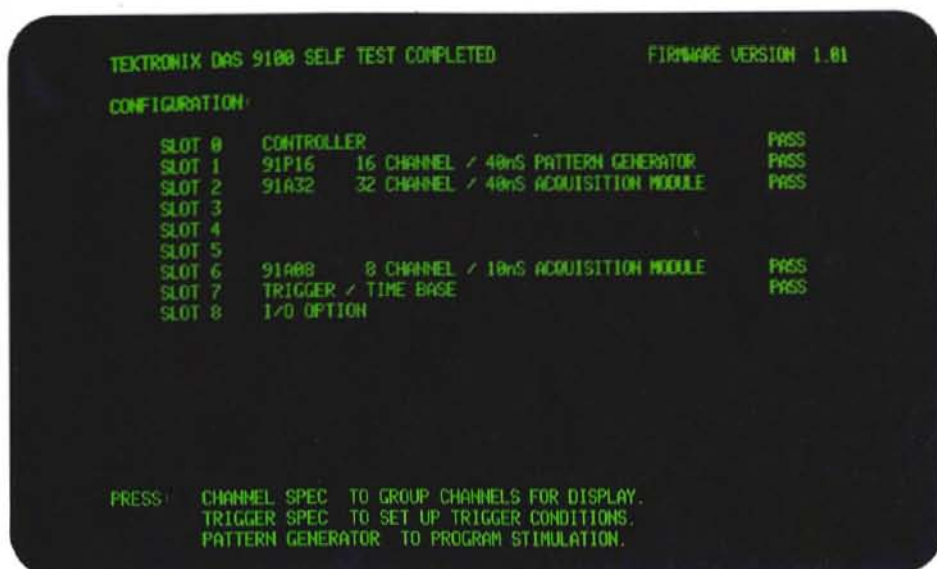 TEKTRONIX DAS 9100 SELF TEST COMPLETED FIRMWARE VERSION 1.01
CONFIGURATION:
SLOT 0 CONTROLLER PASS
SLOT 1 91P16 16 CHANNEL / 40nS PATTERN GENERATOR PASS
SLOT 2 91A32 32 CHANNEL / 40nS ACQUISITION MODULE PASS
SLOT 3
SLOT 4
SLOT 5
SLOT 6 91A08 8 CHANNEL / 10nS ACQUISITION MODULE PASS
SLOT 7 TRIGGER / TIME BASE PASS
SLOT 8 I/O OPTION
PRESS: CHANNEL SPEC TO GROUP CHANNELS FOR DISPLAY.
TRIGGER SPEC TO SET UP TRIGGER CONDITIONS.
PATTERN GENERATOR TO PROGRAM STIMULATION.